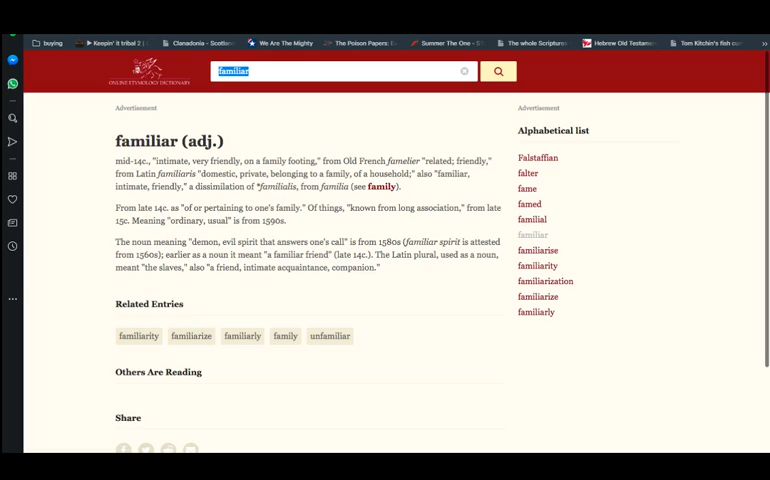 buying
Keepin' it tribal 2 |
Clanadonia - Scotlan
We Are The Mighty
The Poison Papers: E
Summer The One - S
The whole Scripture
Hebrew Old Testame
Tom Kitchin's fish cu
»
ONLINE ETYMOLOGY DICTIONARY
familiar
Advertisement
familiar (adj.)
mid-14c., "intimate, very friendly, on a family footing," from Old French famelier "related; friendly,"
from Latin familiaris "domestic, private, belonging to a family, of a household;" also "familiar,
intimate, friendly," a dissimilation of *familialis, from familia (see family).
From late 14c. as "of or pertaining to one's family." Of things, "known from long association," from late
15c. Meaning "ordinary, usual" is from 1590s.
The noun meaning "demon, evil spirit that answers one's call" is from 1580s (familiar spirit is attested
from 1560s); earlier as a noun it meant "a familiar friend" (late 14c.). The Latin plural, used as a noun,
meant "the slaves," also "a friend, intimate acquaintance, companion."
Related Entries
familiarity familiarize familiarly family unfamiliar
Others Are Reading
Share
Advertisement
Alphabetical list
Falstaffian
falter
fame
famed
familial
familiar
familiarise
familiarity
familiarization
familiarize
familiarly